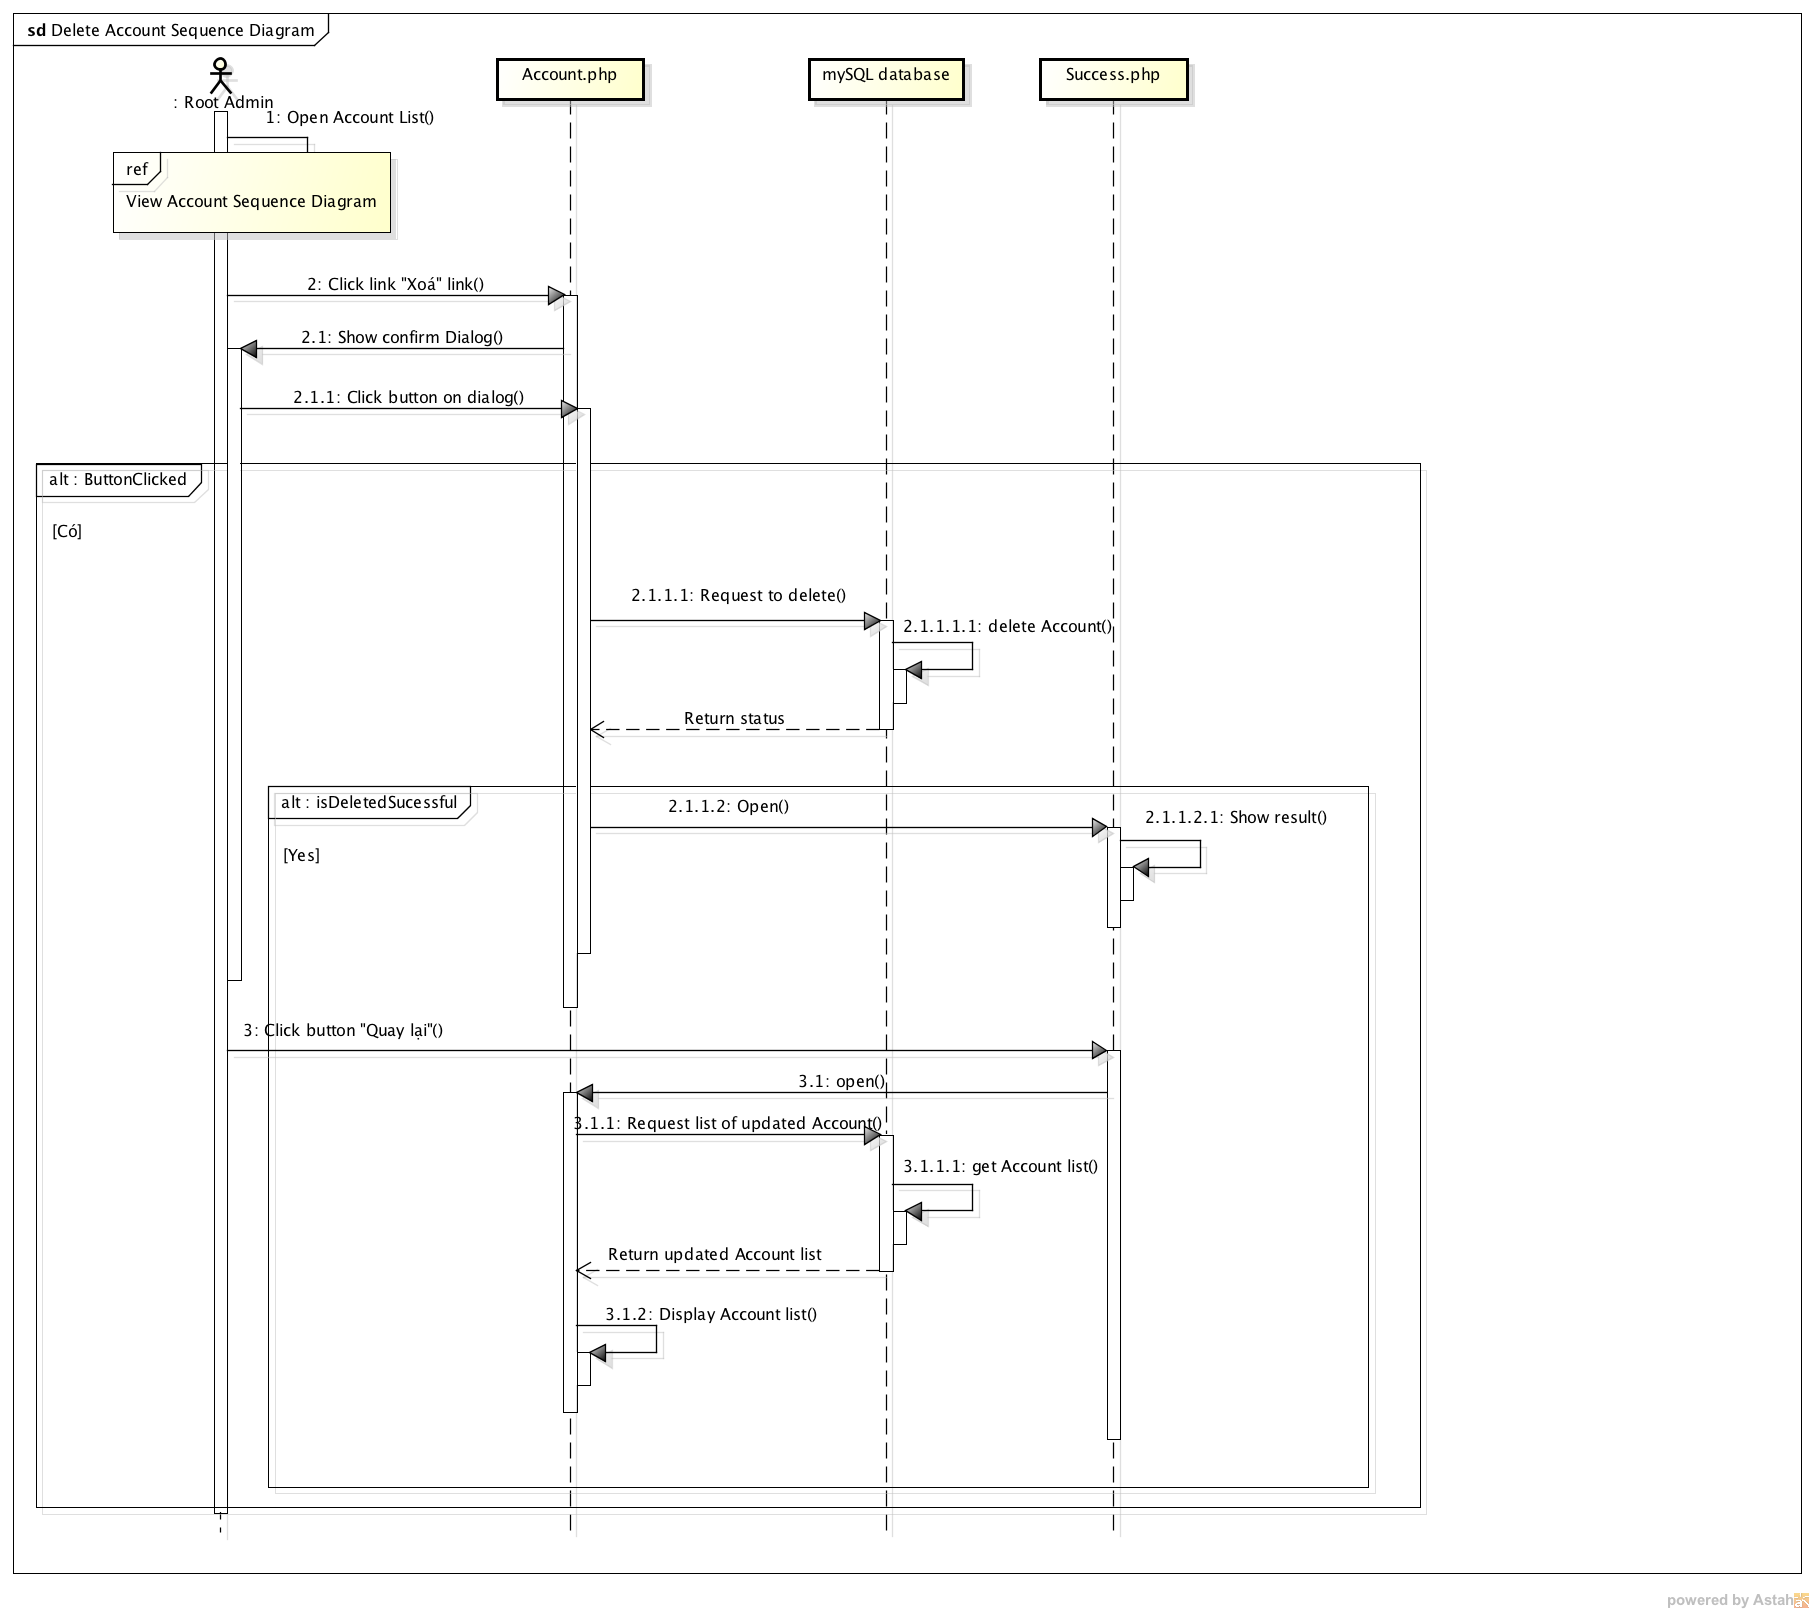 sd Delete Account Sequence Diagram
: Root Admin
Account.php
mySQL database
Success.php
1: Open Account List()
ref
View Account Sequence Diagram
2: Click link "Xoá" link()
2.1: Show confirm Dialog()
2.1.1: Click button on dialog()
alt : ButtonClicked
[Có]
2.1.1.1: Request to delete()
2.1.1.1.1: delete Account()
Return status
alt : isDeletedSucessful
2.1.1.2: Open()
2.1.1.2.1: Show result()
[Yes]
3: Click button "Quay lại"()
3.1: open()
3.1.1: Request list of updated Account()
3.1.1.1: get Account list()
Return updated Account list
3.1.2: Display Account list()
powered by Astah